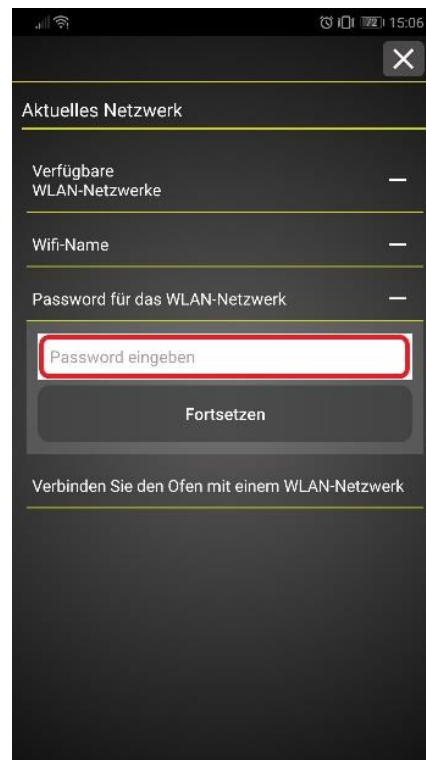 72 15:06
Aktuelles Netzwerk
Verfügbare
WLAN-Netzwerke
Wifi-Name
Password für das WLAN-Netzwerk
Password eingeben
Fortsetzen
Verbinden Sie den Ofen mit einem WLAN-Netzwerk